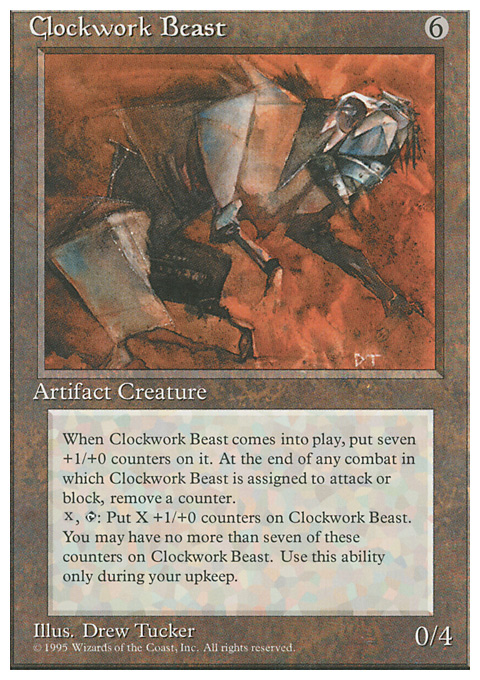 Clockwork Beast 6
D T
Artifact Creature
When Clockwork Beast comes into play, put seven
+1/+0 counters on it. At the end of any combat in
which Clockwork Beast is assigned to attack or
block, remove a counter.
X, : Put X +1/+0 counters on Clockwork Beast.
You may have no more than seven of these
counters on Clockwork Beast. Use this ability
only during your upkeep.
Illus. Drew Tucker
© 1995 Wizards of the Coast, Inc. All rights reserved.
0/4